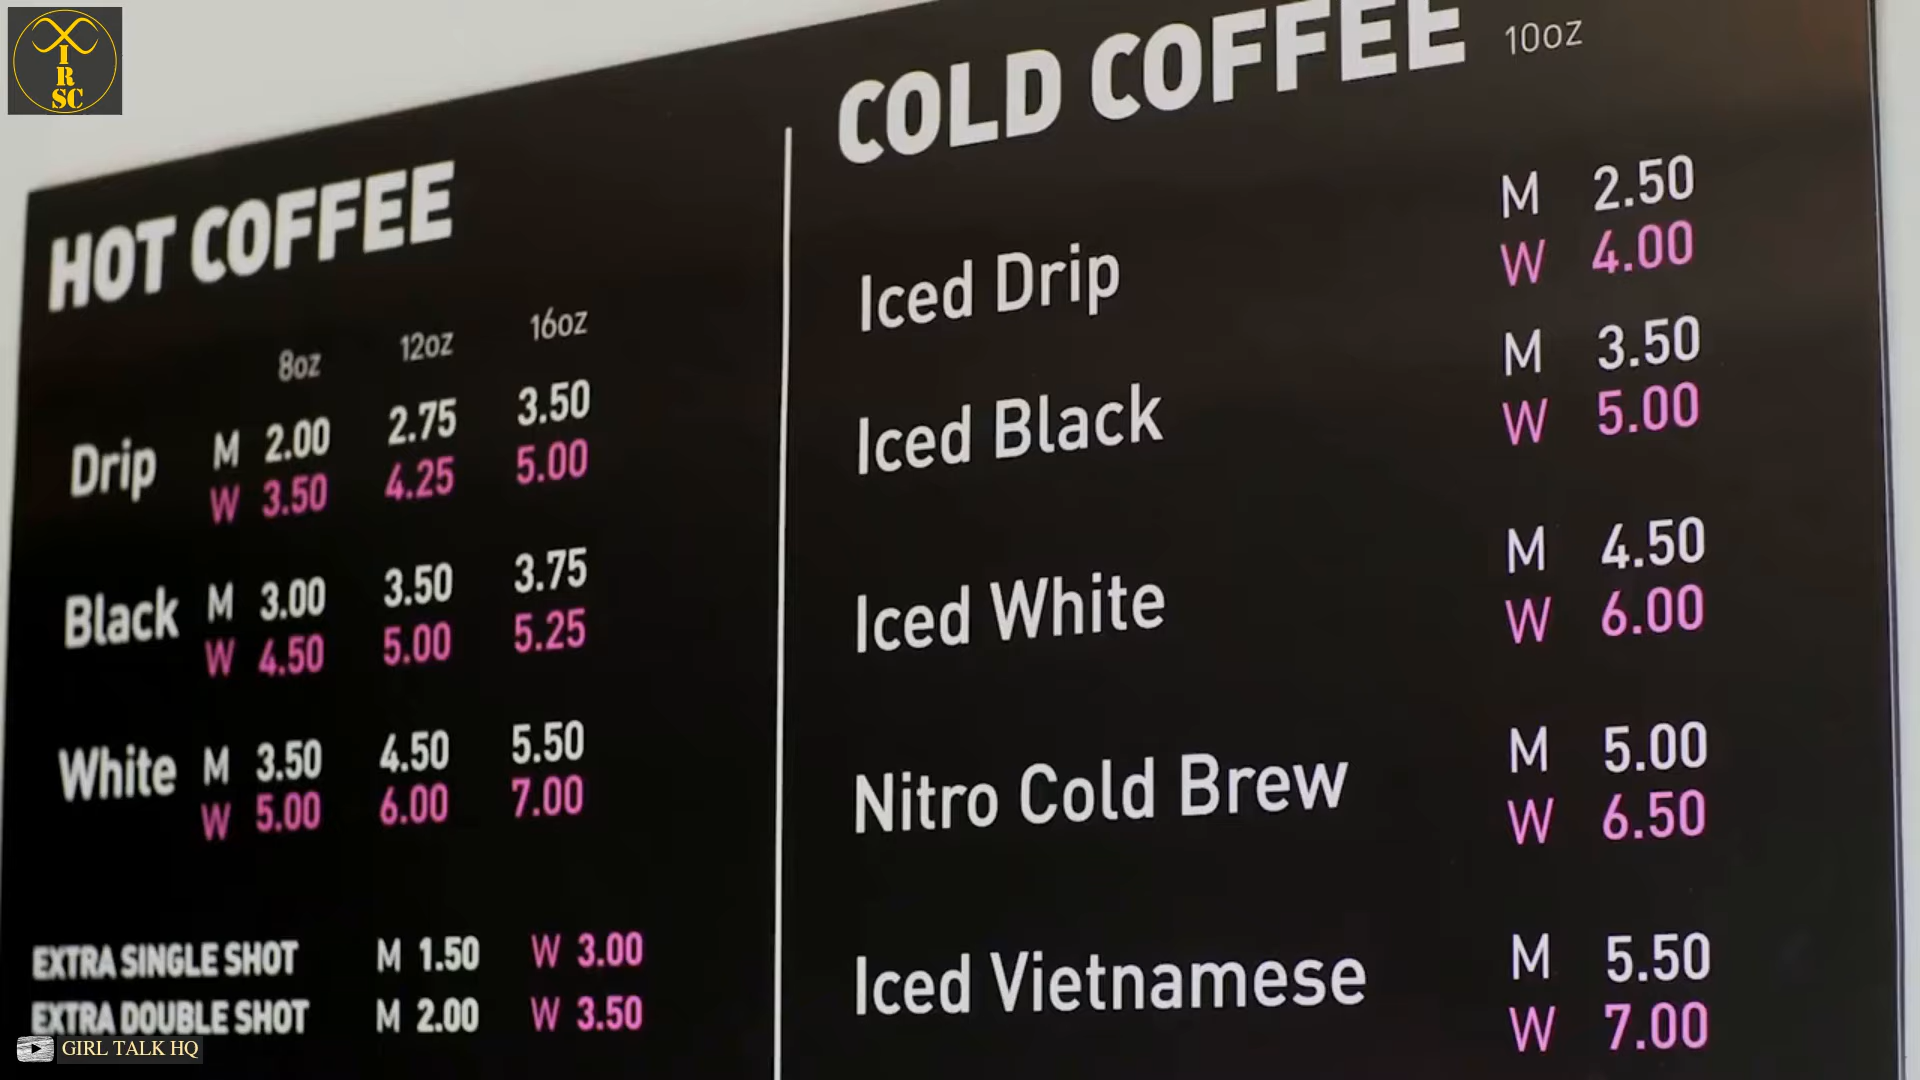 IRSC
HOT COFFEE
8oz 12oz 16oz
Drip M 2.00 2.75 3.50
W 3.50 4.25 5.00
Black M 3.00 3.50 3.75
W 4.50 5.00 5.25
White M 3.50 4.50 5.50
W 5.00 6.00 7.00
EXTRA SINGLE SHOT M 1.50 W 3.00
EXTRA DOUBLE SHOT M 2.00 W 3.50
COLD COFFEE 10oz
Iced Drip M 2.50
W 4.00
Iced Black M 3.50
W 5.00
Iced White M 4.50
W 6.00
Nitro Cold Brew M 5.00
W 6.50
Iced Vietnamese M 5.50
W 7.00
GIRL TALK HQ